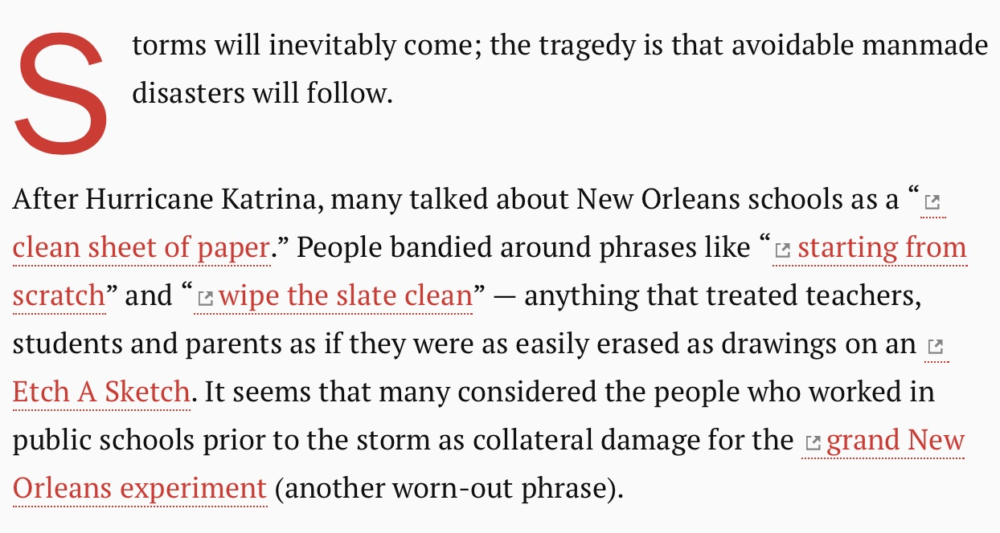 Storms will inevitably come; the tragedy is that avoidable manmade
disasters will follow.
After Hurricane Katrina, many talked about New Orleans schools as a “
clean sheet of paper.” People bandied around phrases like “ starting from
scratch” and “ wipe the slate clean” — anything that treated teachers,
students and parents as if they were as easily erased as drawings on an
Etch A Sketch. It seems that many considered the people who worked in
public schools prior to the storm as collateral damage for the grand New
Orleans experiment (another worn-out phrase).